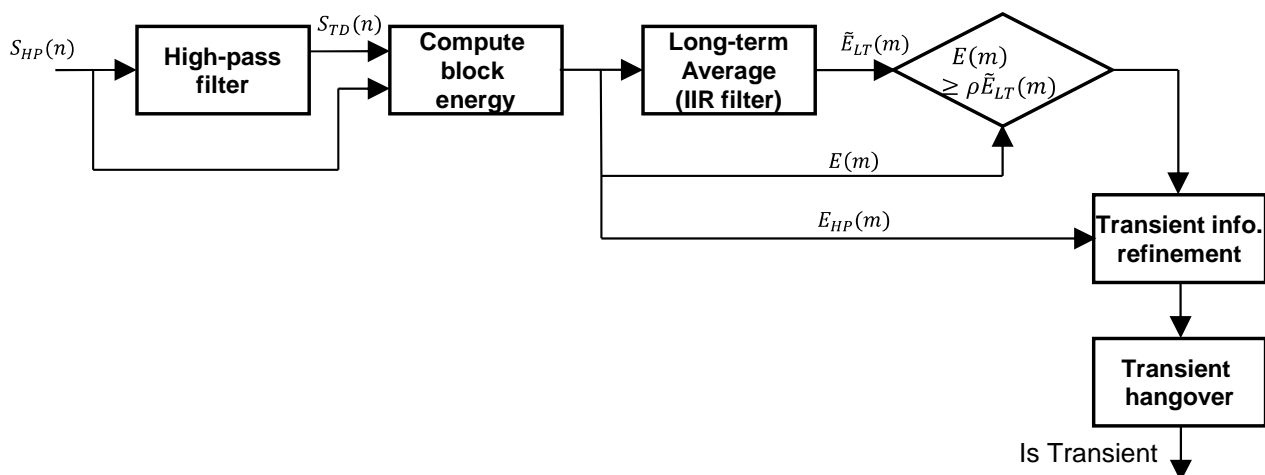 S_HP(n)
High-pass
filter
S_TD(n)
Compute
block
energy
Long-term
Average
(IIR filter)
Ẽ_LT(m)
E(m)
≥ ρẼ_LT(m)
E(m)
E_HP(m)
Transient info.
refinement
Transient
hangover
Is Transient